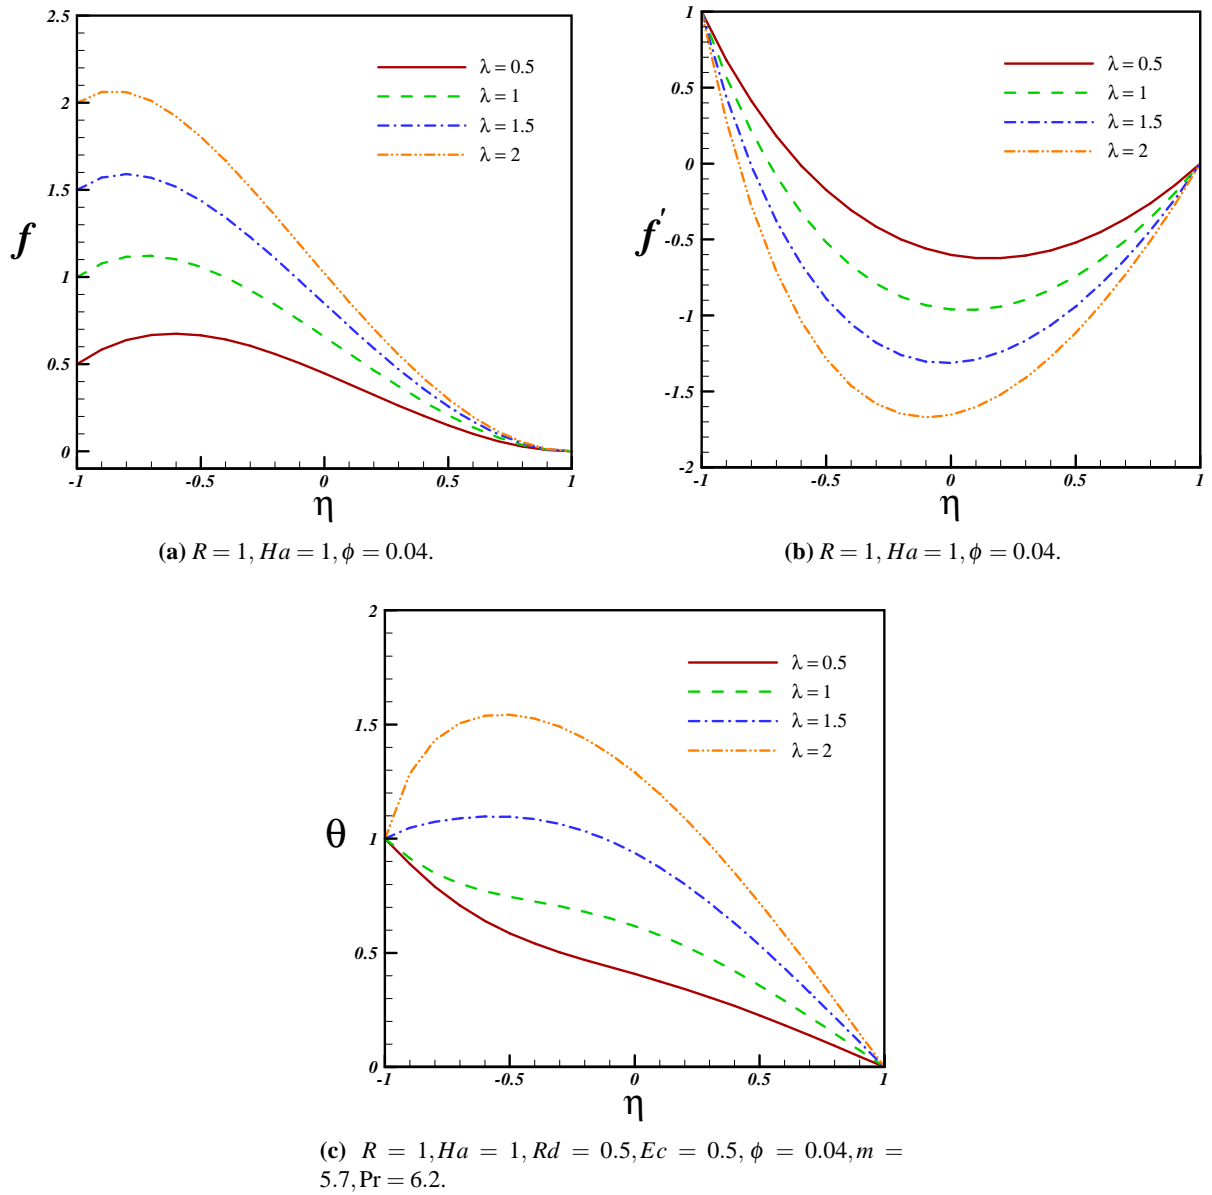 2.5
2
1.5
1
0.5
0
-1
-0.5
0
0.5
1
f
η
λ = 0.5
λ = 1
λ = 1.5
λ = 2
(a) R = 1, Ha = 1, ϕ = 0.04.
1
0.5
0
-0.5
-1
-1.5
-2
-1
-0.5
0
0.5
1
f′
η
λ = 0.5
λ = 1
λ = 1.5
λ = 2
(b) R = 1, Ha = 1, ϕ = 0.04.
2
1.5
1
0.5
0
-1
-0.5
0
0.5
1
θ
η
λ = 0.5
λ = 1
λ = 1.5
λ = 2
(c) R = 1, Ha = 1, Rd = 0.5, Ec = 0.5, ϕ = 0.04, m =
5.7, Pr = 6.2.